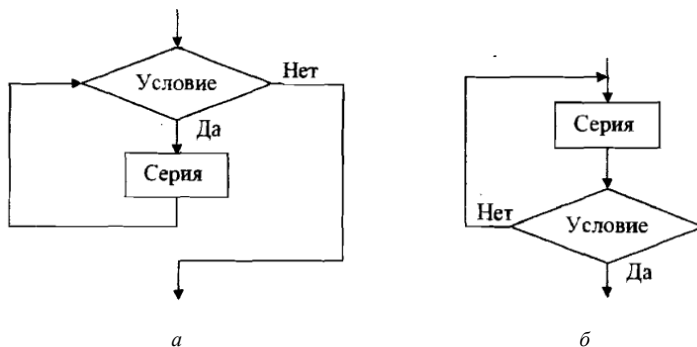 Условие
Нет
Да
Серия
а
Серия
Нет
Условие
Да
б